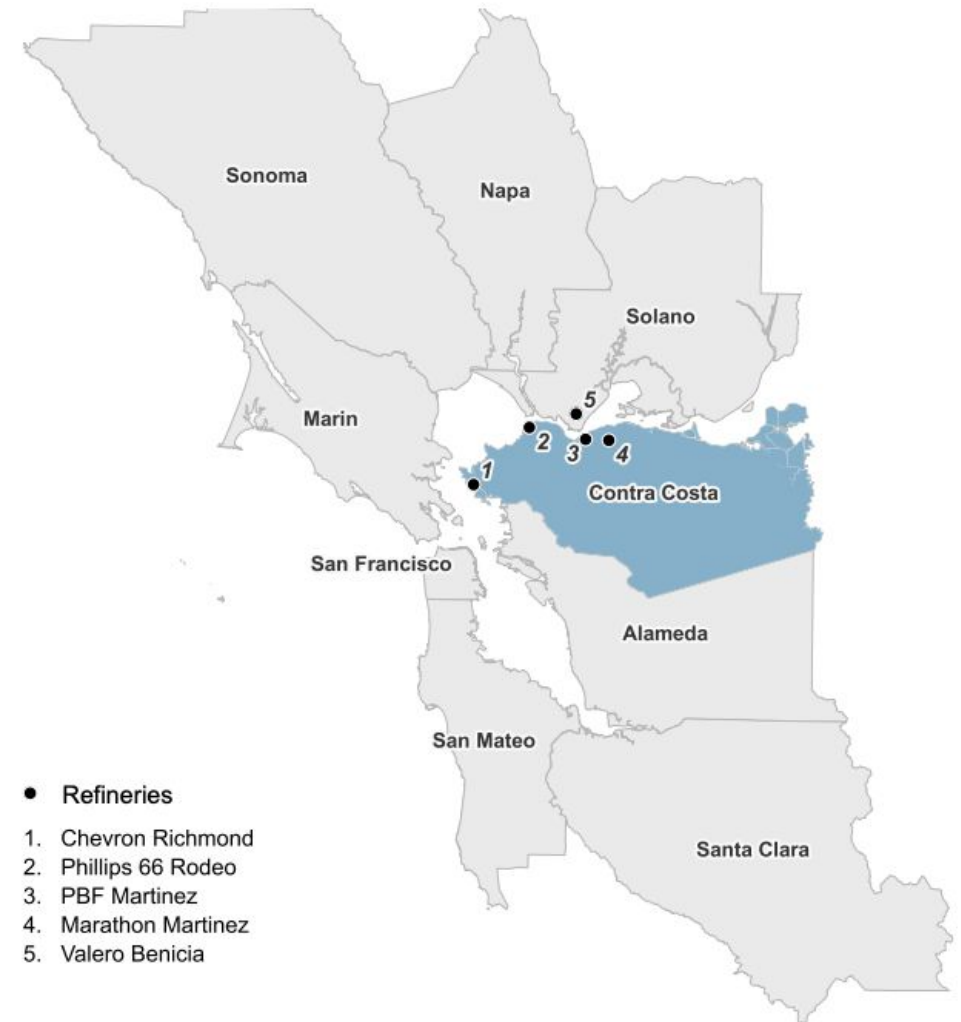 Sonoma
Napa
Solano
Marin
5
2
3
4
1
Contra Costa
San Francisco
Alameda
San Mateo
Santa Clara
Refineries
1. Chevron Richmond
2. Phillips 66 Rodeo
3. PBF Martinez
4. Marathon Martinez
5. Valero Benicia